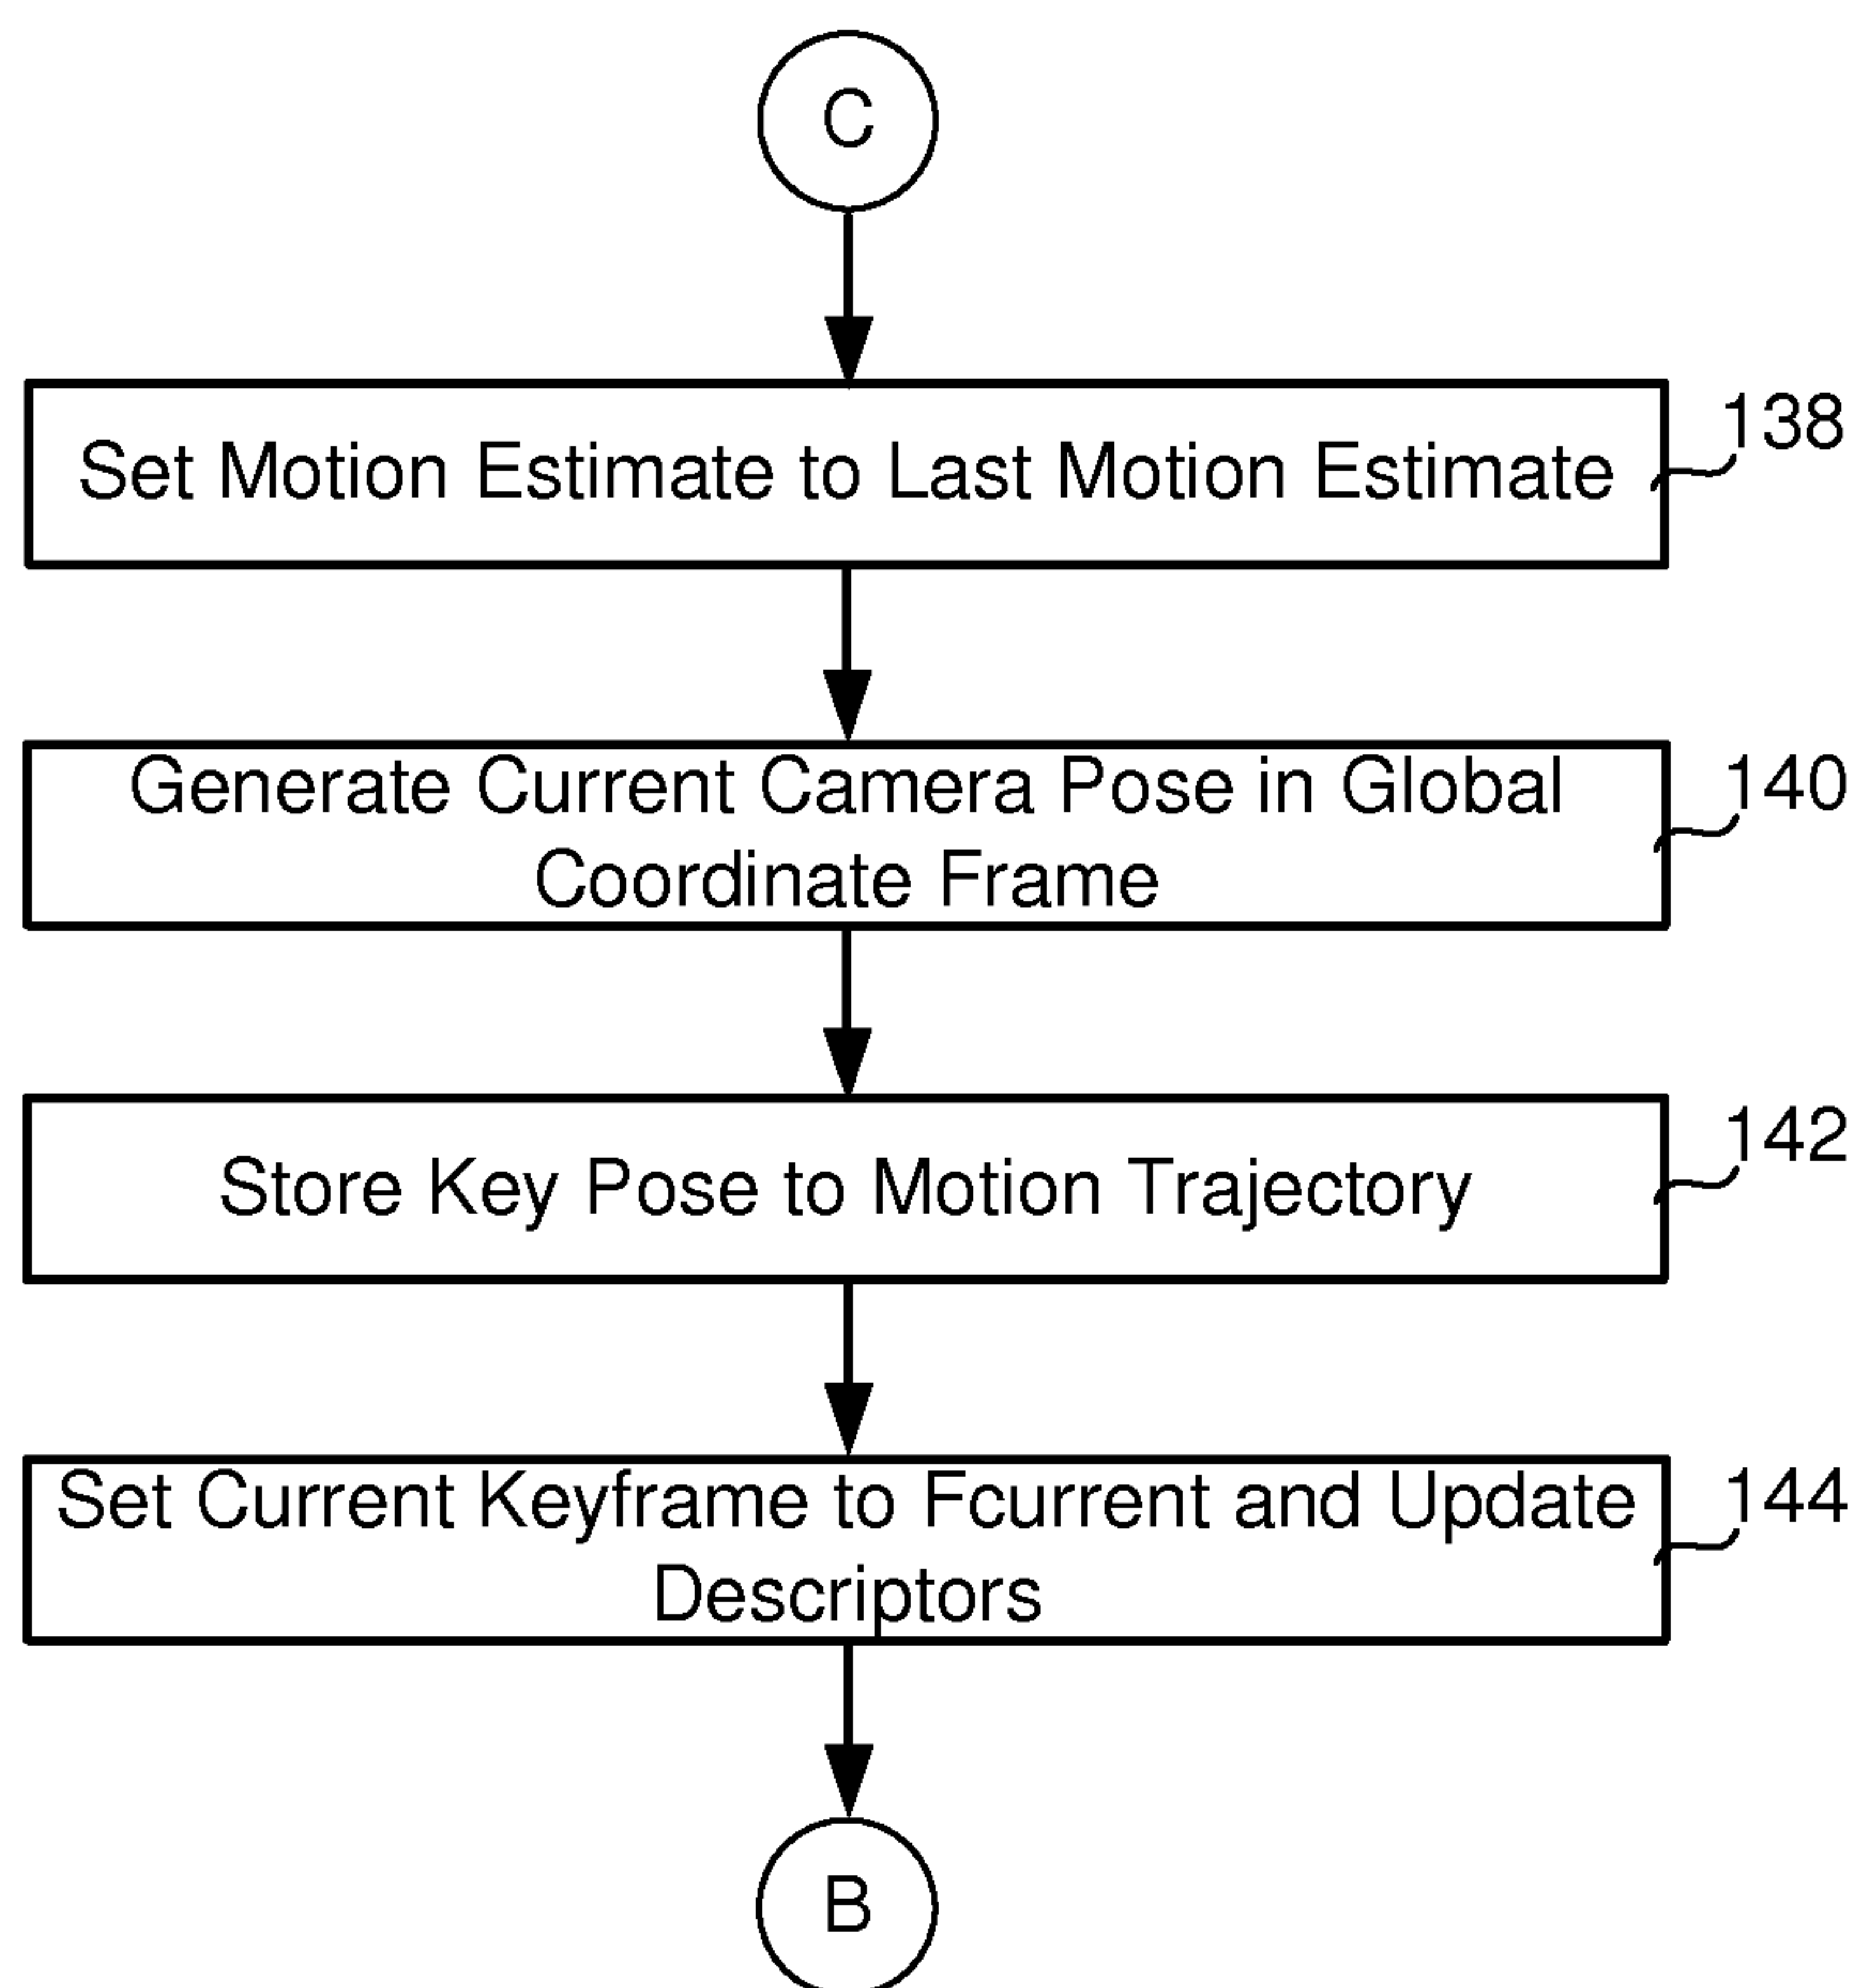 C
Set Motion Estimate to Last Motion Estimate
138
Generate Current Camera Pose in Global
Coordinate Frame
140
Store Key Pose to Motion Trajectory
142
Set Current Keyframe to Fcurrent and Update
Descriptors
144
B